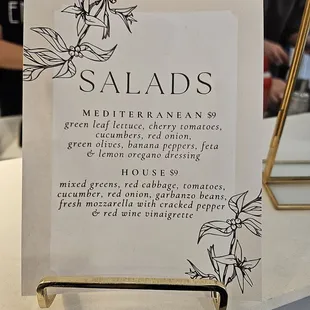 SALADS
MEDITERRANEAN $9
green leaf lettuce, cherry tomatoes,
cucumbers, red onion,
green olives, banana peppers, feta
& lemon oregano dressing
HOUSE $9
mixed greens, red cabbage, tomatoes,
cucumber, red onion, garbanzo beans,
fresh mozzarella with cracked pepper
& red wine vinaigrette